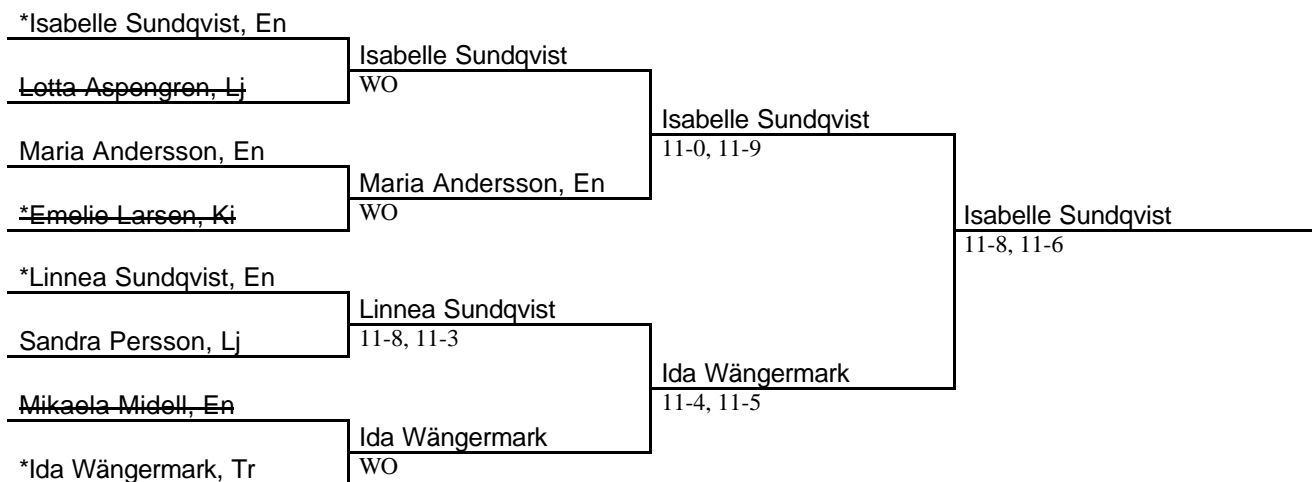 *Isabelle Sundqvist, En
Isabelle Sundqvist
Lotta Aspengren, Lj
WO
Isabelle Sundqvist
Maria Andersson, En
11-0, 11-9
Maria Andersson, En
*Emelie Larsen, Ki
WO
Isabelle Sundqvist
11-8, 11-6
*Linnea Sundqvist, En
Linnea Sundqvist
Sandra Persson, Lj
11-8, 11-3
Ida Wängermark
Mikaela Midell, En
11-4, 11-5
Ida Wängermark
*Ida Wängermark, Tr
WO